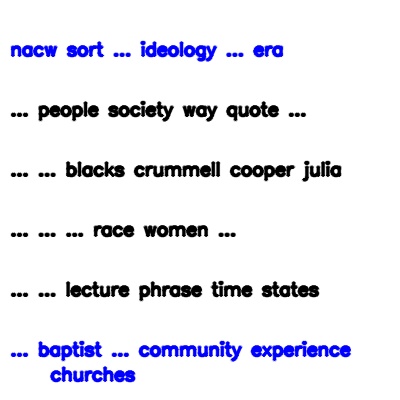 nacw sort ... ideology ... era
... people society way quote ...
... ... blacks crummell cooper julia
... ... ... race women ...
... ... lecture phrase time states
... baptist ... community experience
churches